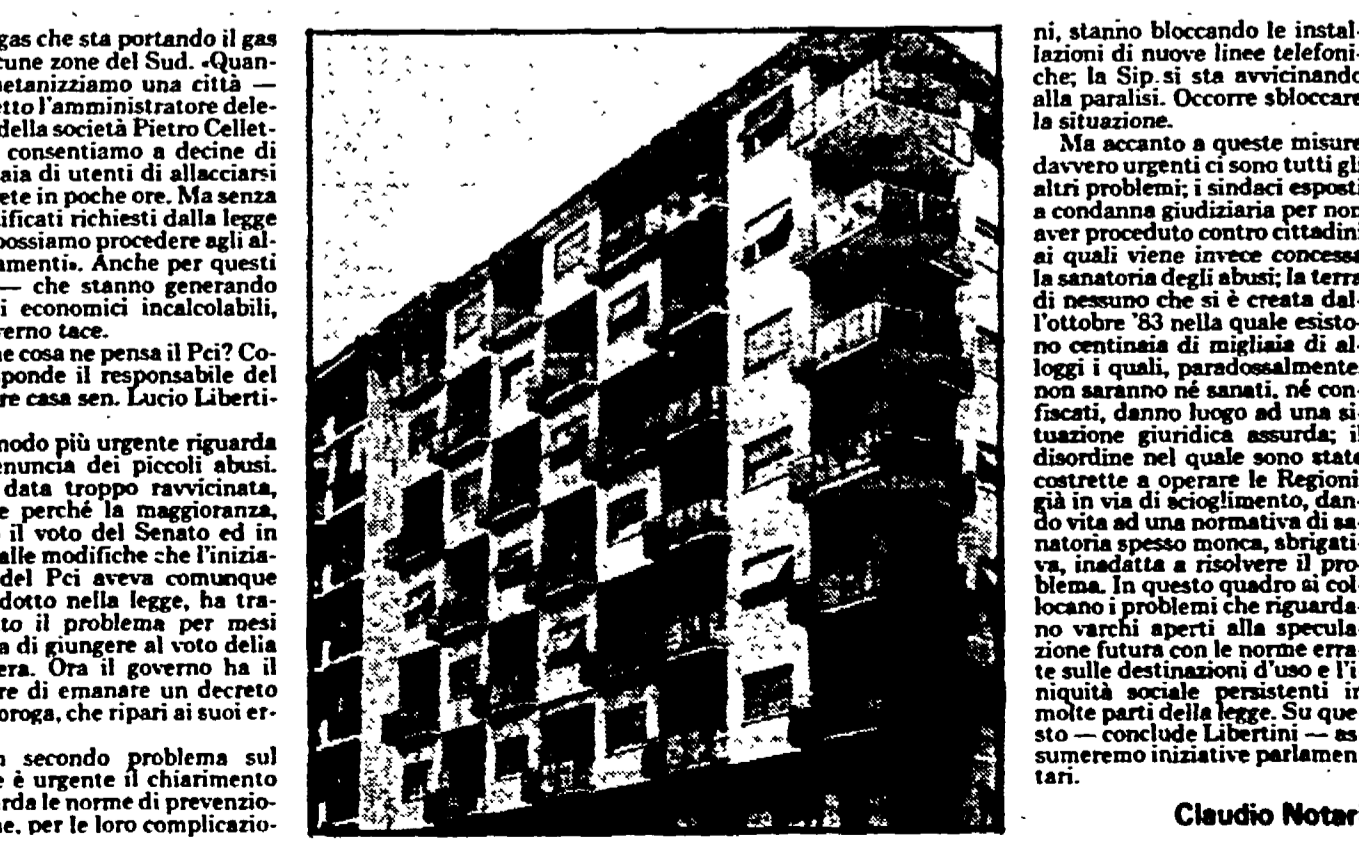 gas che sta portando il gas
cune zone del Sud. «Quan-
netanizziamo una città —
etto l'amministratore dele-
della società Pietro Cellet-
consentiamo a decine di
aia di utenti di allacciarsi
ete in poche ore. Ma senza
ificati richiesti dalla legge
possiamo procedere agli al-
amenti». Anche per questi
— che stanno generando
i economici incalcolabili,
erno tace.
ne cosa ne pensa il Pci? Co-
sponde il responsabile del
re casa sen. Lucio Liberti-
nodo più urgente riguarda
enuncia dei piccoli abusi.
data troppo ravvicinata,
e perché la maggioranza,
il voto del Senato ed in
alle modifiche che l'inizia-
del Pci aveva comunque
dotto nella legge, ha tra-
to il problema per mesi
a di giungere al voto della
era. Ora il governo ha il
re di emanare un decreto
oroga, che ripari ai suoi er-
n secondo problema sul
e è urgente il chiarimento
rda le norme di prevenzio-
ne, per le loro complicazio-
ni, stanno bloccando le instal-
lazioni di nuove linee telefoni-
che; la Sip si sta avvicinando
alla paralisi. Occorre sbloccare
la situazione.
Ma accanto a queste misure
davvero urgenti ci sono tutti gli
altri problemi; i sindaci esposti
a condanna giudiziaria per non
aver proceduto contro cittadini
ai quali viene invece concessa
la sanatoria degli abusi; la terra
di nessuno che si è creata dal-
l'ottobre '83 nella quale esisto-
no centinaia di migliaia di al-
loggi i quali, paradossalmente,
non saranno né sanati, né con-
fiscati, danno luogo ad una si-
tuazione giuridica assurda; il
disordine nel quale sono state
costrette a operare le Regioni,
già in via di scioglimento, dan-
do vita ad una normativa di sa-
natoria spesso monca, sbrigati-
va, inadatta a risolvere il pro-
blema. In questo quadro si col-
locano i problemi che riguarda-
no varchi aperti alla specula-
zione futura con le norme erra-
te sulle destinazioni d'uso e l'i-
niquità sociale persistenti in
molte parti della legge. Su que-
sto — conclude Libertini — as-
sumeremo iniziative parlamen-
tari.
Claudio Notar